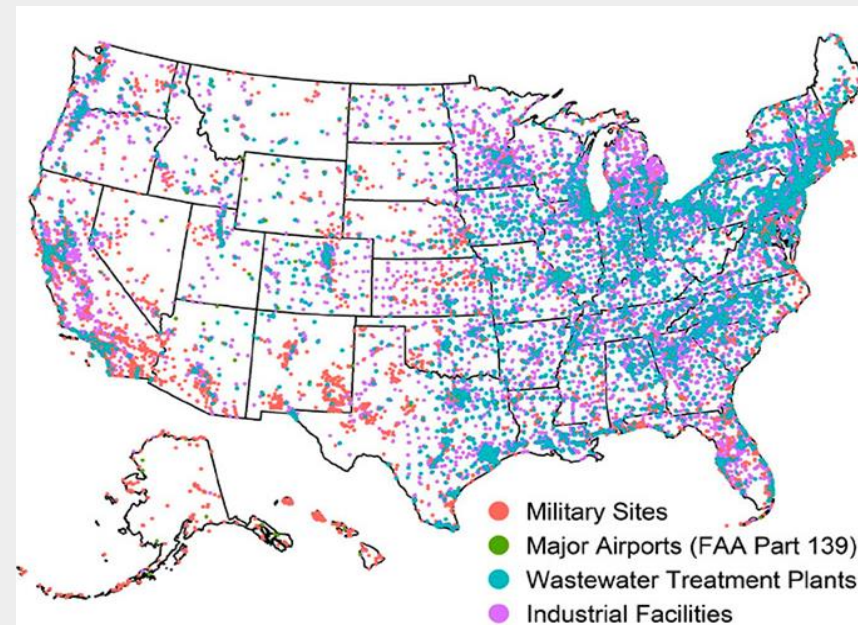 Military Sites
Major Airports (FAA Part 139)
Wastewater Treatment Plants
Industrial Facilities